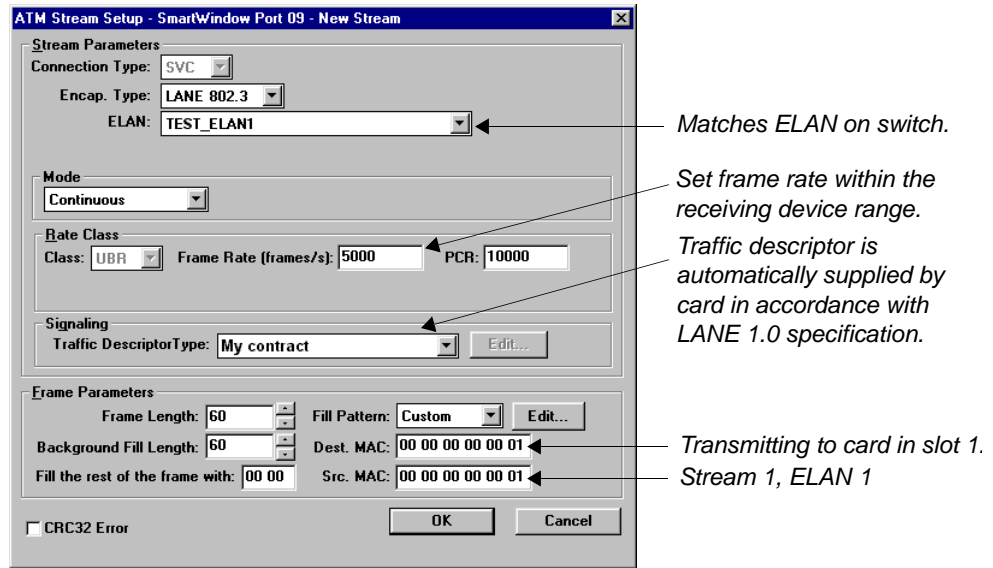 ATM Stream Setup - SmartWindow Port 09 - New Stream
Stream Parameters
Connection Type: SVC
Encap. Type: LANE 802.3
ELAN: TEST_ELAN1
Matches ELAN on switch.
Mode
Continuous
Set frame rate within the
receiving device range.
Rate Class
Class: UBR Frame Rate (frames/s): 5000 PCR: 10000
Traffic descriptor is
automatically supplied by
card in accordance with
LANE 1.0 specification.
Signaling
Traffic DescriptorType: My contract Edit...
Frame Parameters
Frame Length: 60 Fill Pattern: Custom Edit...
Background Fill Length: 60 Dest. MAC: 00 00 00 00 00 01
Transmitting to card in slot 1.
Fill the rest of the frame with: 00 00 Src. MAC: 00 00 00 00 00 01
Stream 1, ELAN 1
CRC32 Error OK Cancel